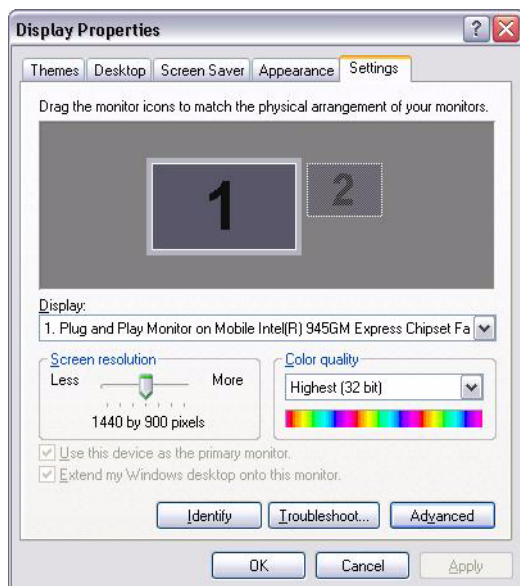 Display Properties
Themes Desktop Screen Saver Appearance Settings
Drag the monitor icons to match the physical arrangement of your monitors.
1 2
Display:
1. Plug and Play Monitor on Mobile Intel(R) 945GM Express Chipset Fa
Screen resolution
Less More
1440 by 900 pixels
Color quality
Highest (32 bit)
Use this device as the primary monitor.
Extend my Windows desktop onto this monitor.
Identify Troubleshoot... Advanced
OK Cancel Apply